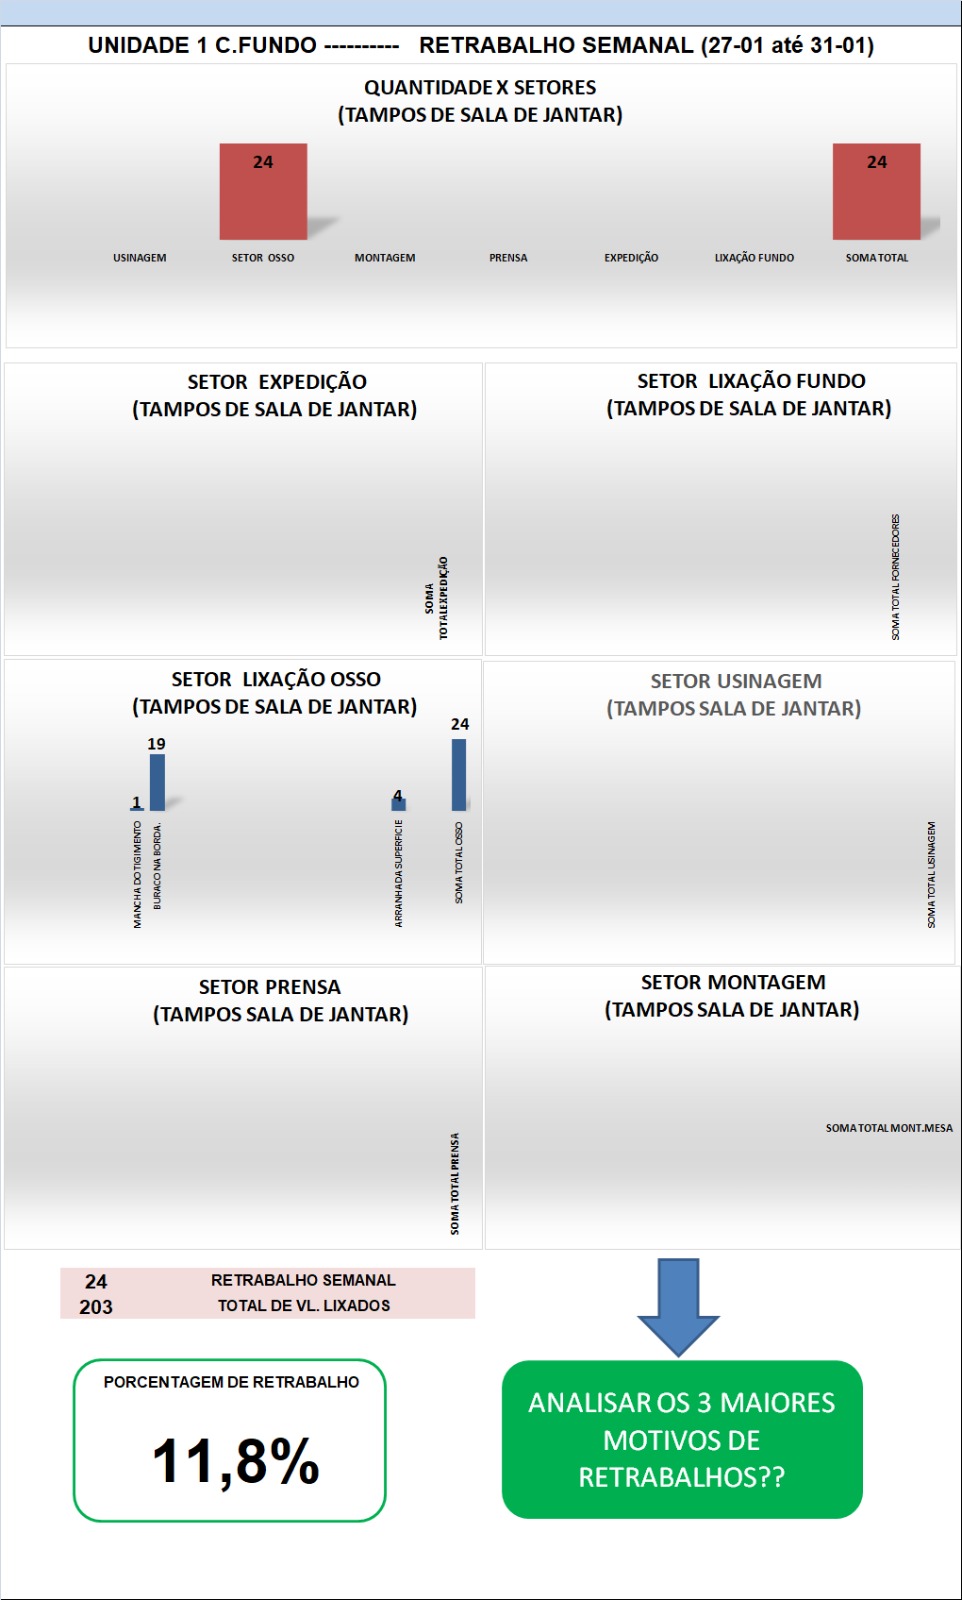 UNIDADE 1 C.FUNDO ---------- RETRABALHO SEMANAL (27-01 até 31-01)
QUANTIDADE X SETORES
(TAMPOS DE SALA DE JANTAR)
24
24
USINAGEM
SETOR OSSO
MONTAGEM
PRENSA
EXPEDIÇÃO
LIXAÇÃO FUNDO
SOMA TOTAL
SETOR EXPEDIÇÃO
(TAMPOS DE SALA DE JANTAR)
SOMA
TOTALEXPEDIÇÃO
SETOR LIXAÇÃO FUNDO
(TAMPOS DE SALA DE JANTAR)
SOMA TOTAL FORNECEDORES
SETOR LIXAÇÃO OSSO
(TAMPOS DE SALA DE JANTAR)
1
19
4
24
MANCHA DO TIGIMENTO
BURACO NA BORDA.
ARRANHADA SUPERFICIE
SOMA TOTAL OSSO
SETOR USINAGEM
(TAMPOS SALA DE JANTAR)
SOMA TOTAL USINAGEM
SETOR PRENSA
(TAMPOS SALA DE JANTAR)
SOMA TOTAL PRENSA
SETOR MONTAGEM
(TAMPOS SALA DE JANTAR)
SOMA TOTAL MONT.MESA
24 RETRABALHO SEMANAL
203 TOTAL DE VL. LIXADOS
PORCENTAGEM DE RETRABALHO
11,8%
ANALISAR OS 3 MAIORES
MOTIVOS DE
RETRABALHOS??